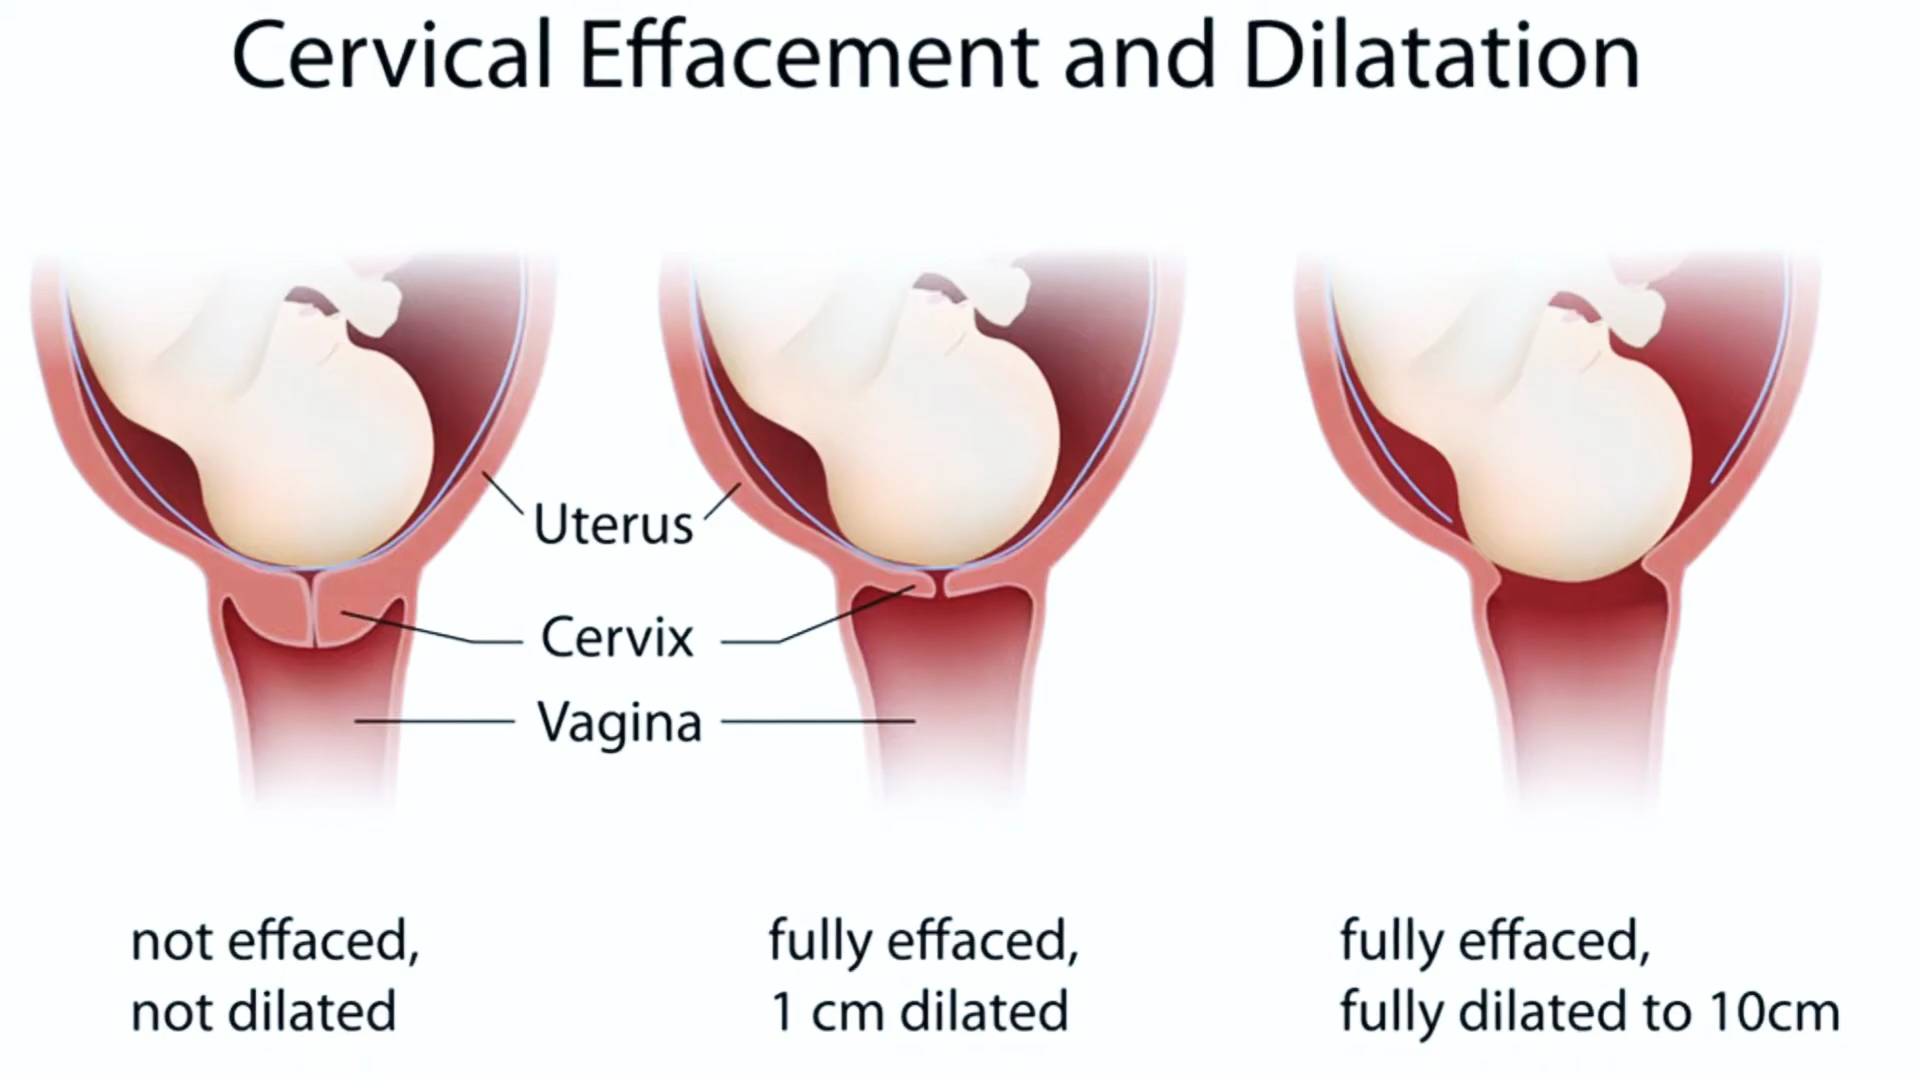 Cervical Effacement and Dilatation
Uterus
Cervix
Vagina
not effaced,
not dilated
fully effaced,
1 cm dilated
fully effaced,
fully dilated to 10cm